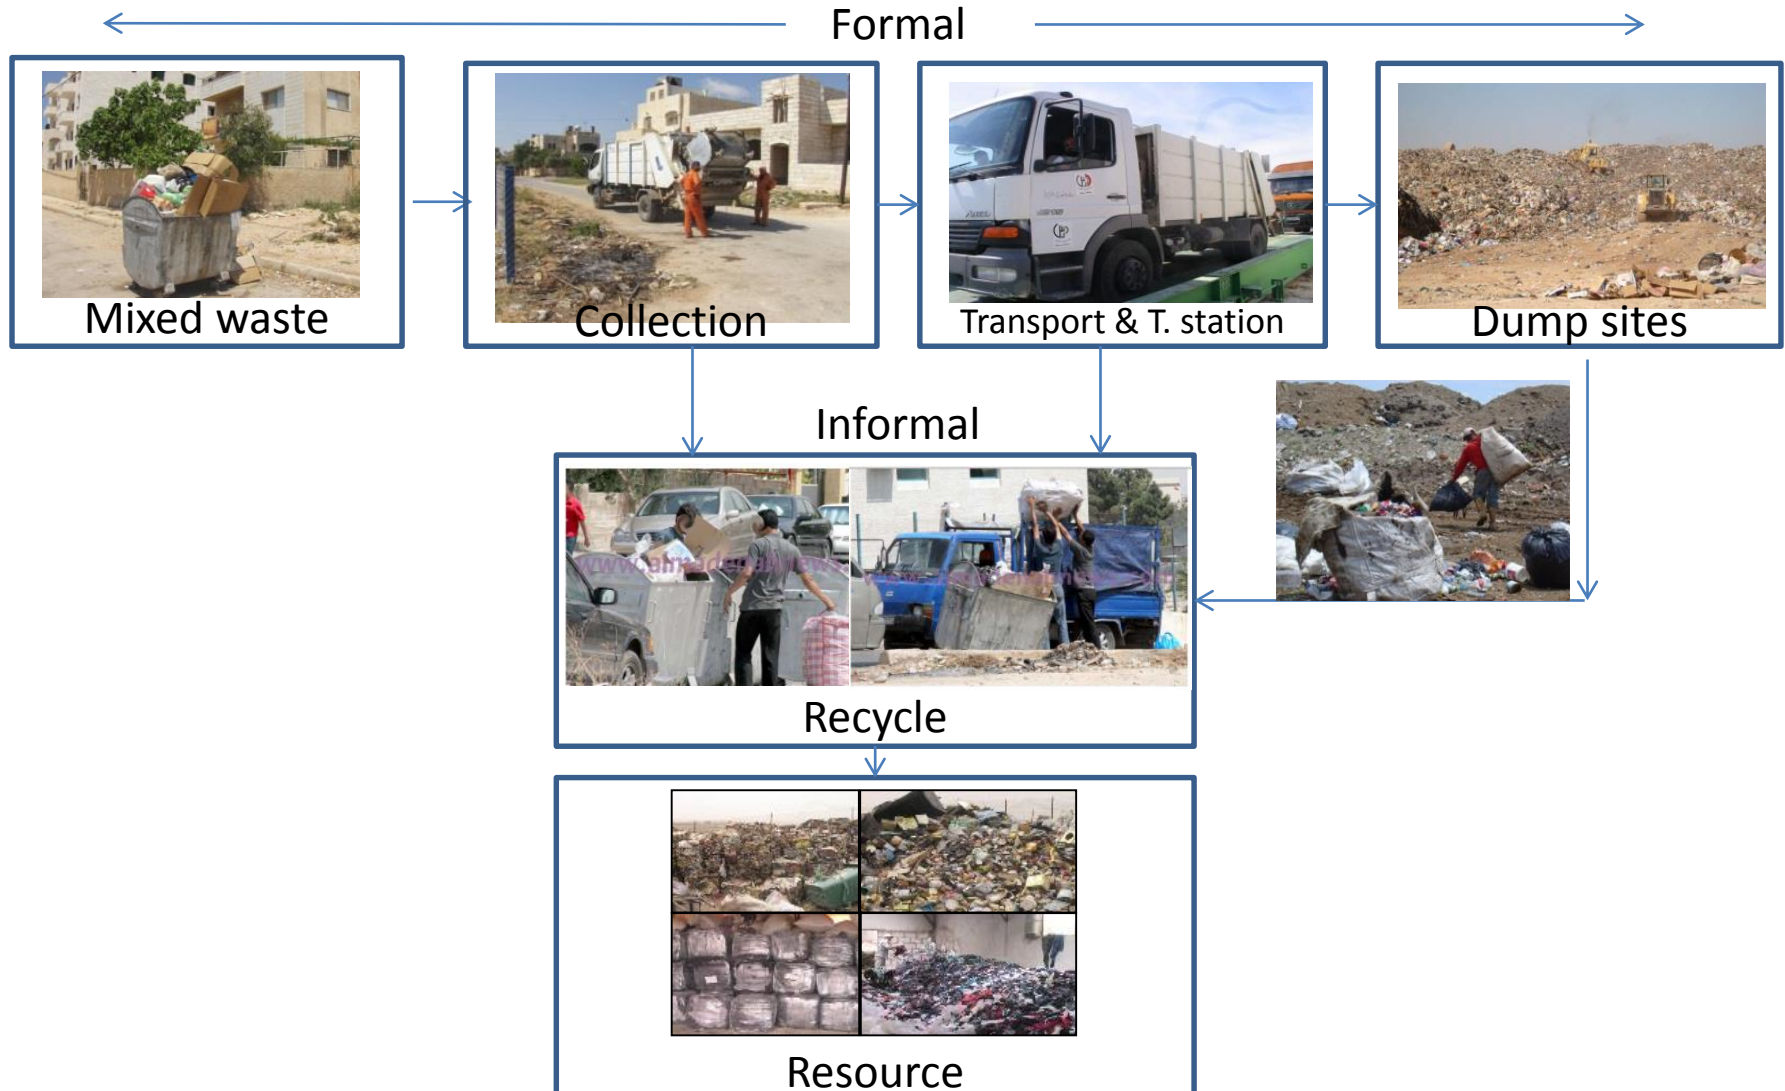 Formal
Mixed waste
Collection
Transport & T. station
Dump sites
Informal
Recycle
Resource